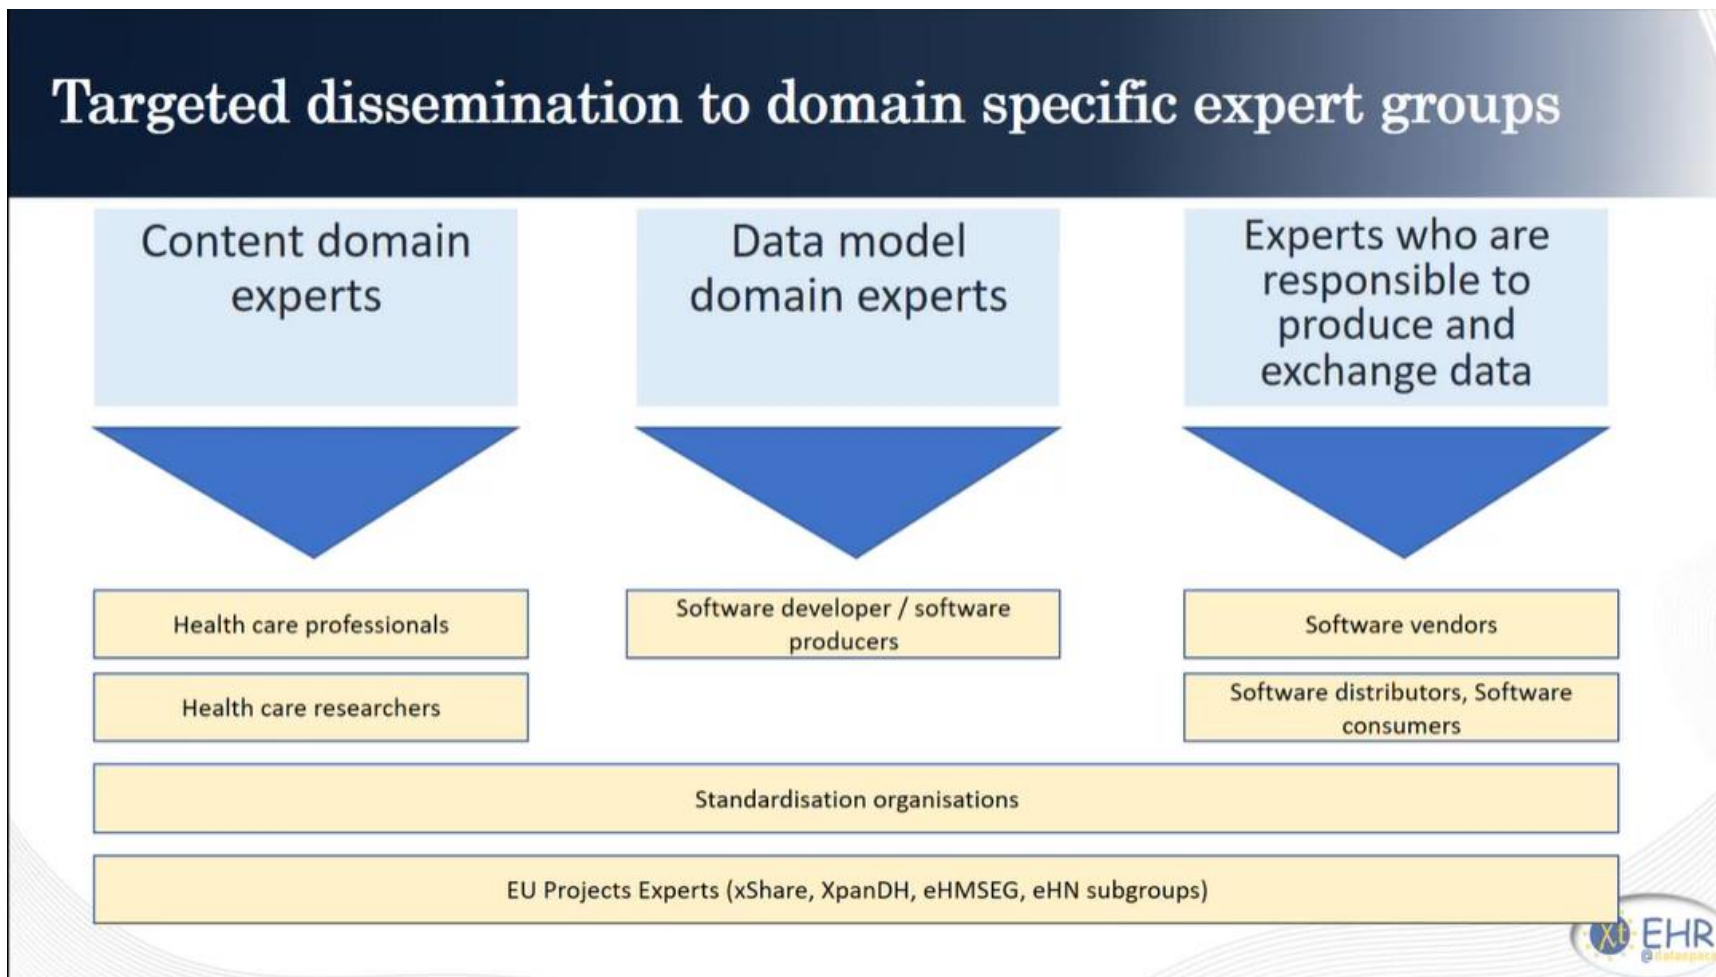 Targeted dissemination to domain specific expert groups
Content domain
experts
Data model
domain experts
Experts who are
responsible to
produce and
exchange data
Health care professionals
Software developer / software
producers
Software vendors
Health care researchers
Software distributors, Software
consumers
Standardisation organisations
EU Projects Experts (xShare, XpanDH, eHMSEG, eHN subgroups)
Xt EHR
@dataspace